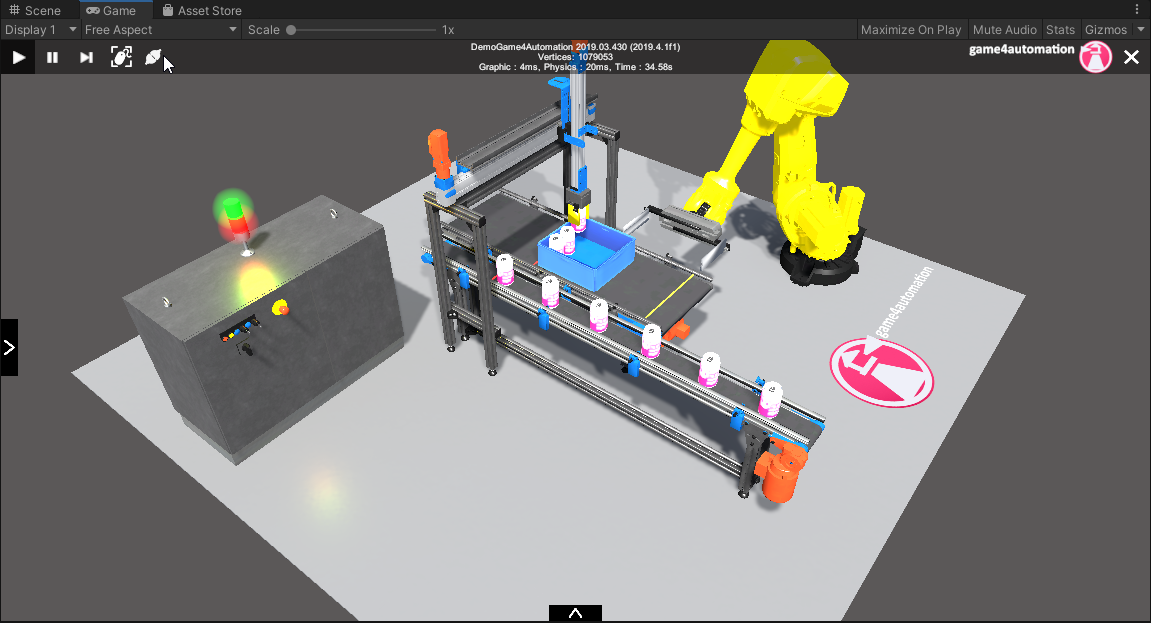 Scene
Game
Asset Store
Display 1
Free Aspect
Scale
1x
Maximize On Play
Mute Audio
Stats
Gizmos
DemoGame4Automation 2019.03.430 (2019.4.1f1)
Vertices: 1079053
Graphic : 4ms, Physics : 20ms, Time : 34.58s
game4automation
game4automation